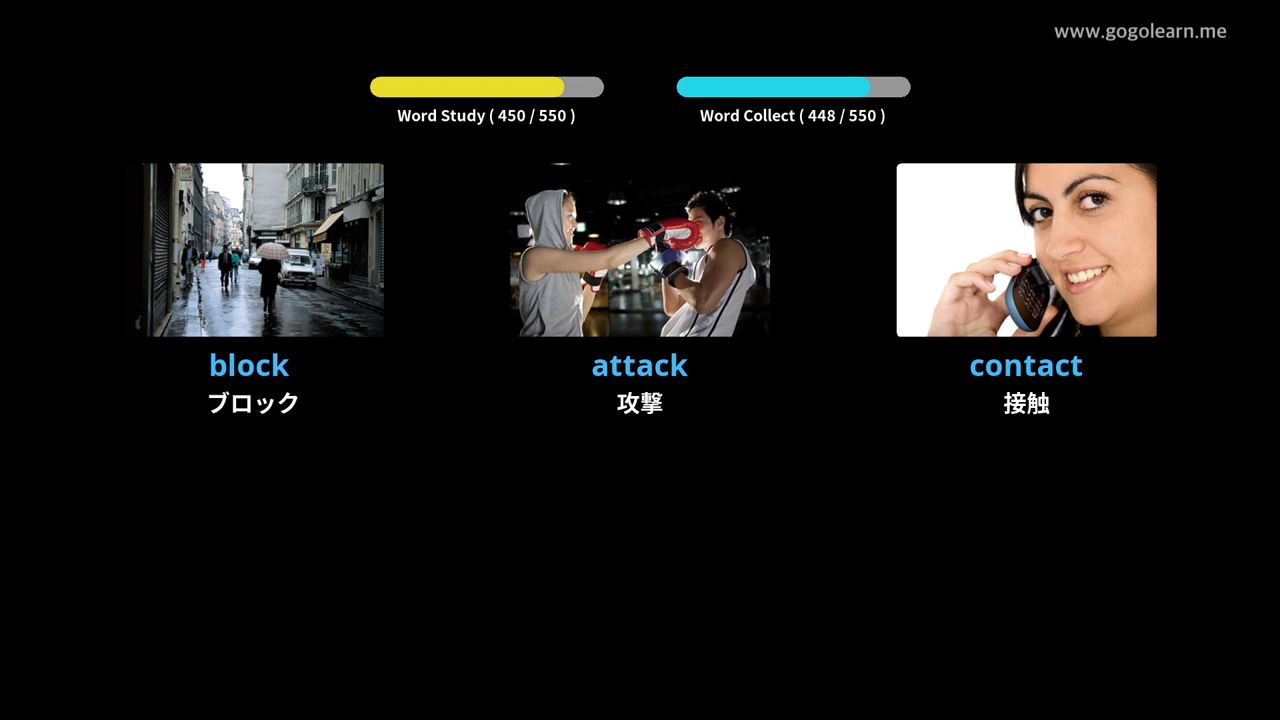 www.gogolearn.me
Word Study ( 450 / 550 )
Word Collect ( 448 / 550 )
block
attack
contact
ブロック
攻撃
接触